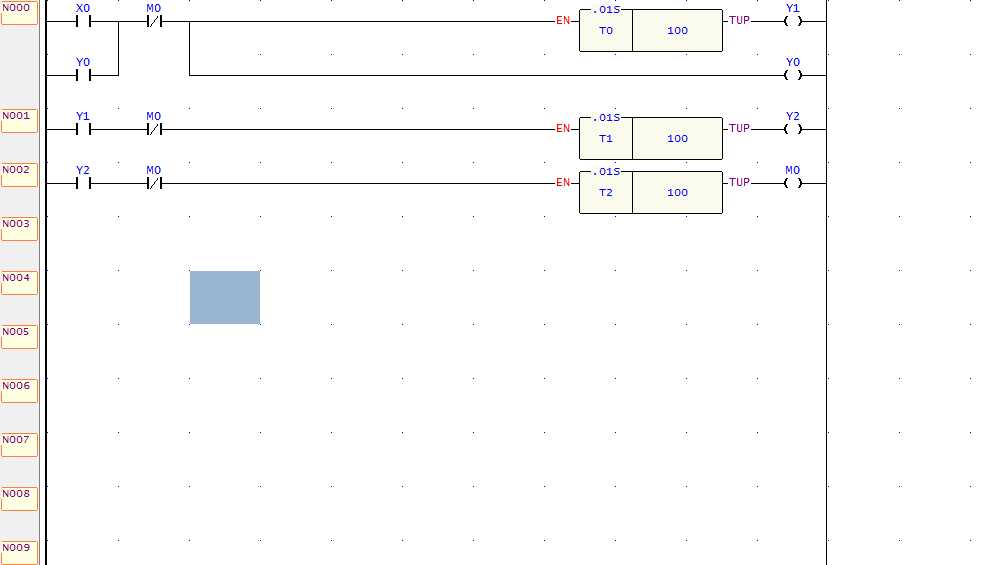 N000 X0 M0 .01S Y1
EN T0 100 TUP
Y0 Y0
N001 Y1 M0 .01S Y2
EN T1 100 TUP
N002 Y2 M0 .01S M0
EN T2 100 TUP
N003
N004
N005
N006
N007
N008
N009